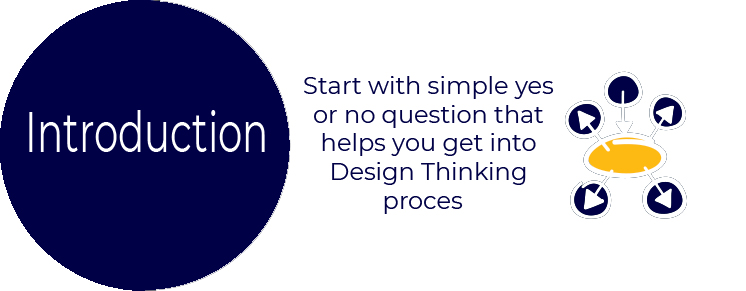 Introduction
Start with simple yes
or no question that
helps you get into
Design Thinking
proces